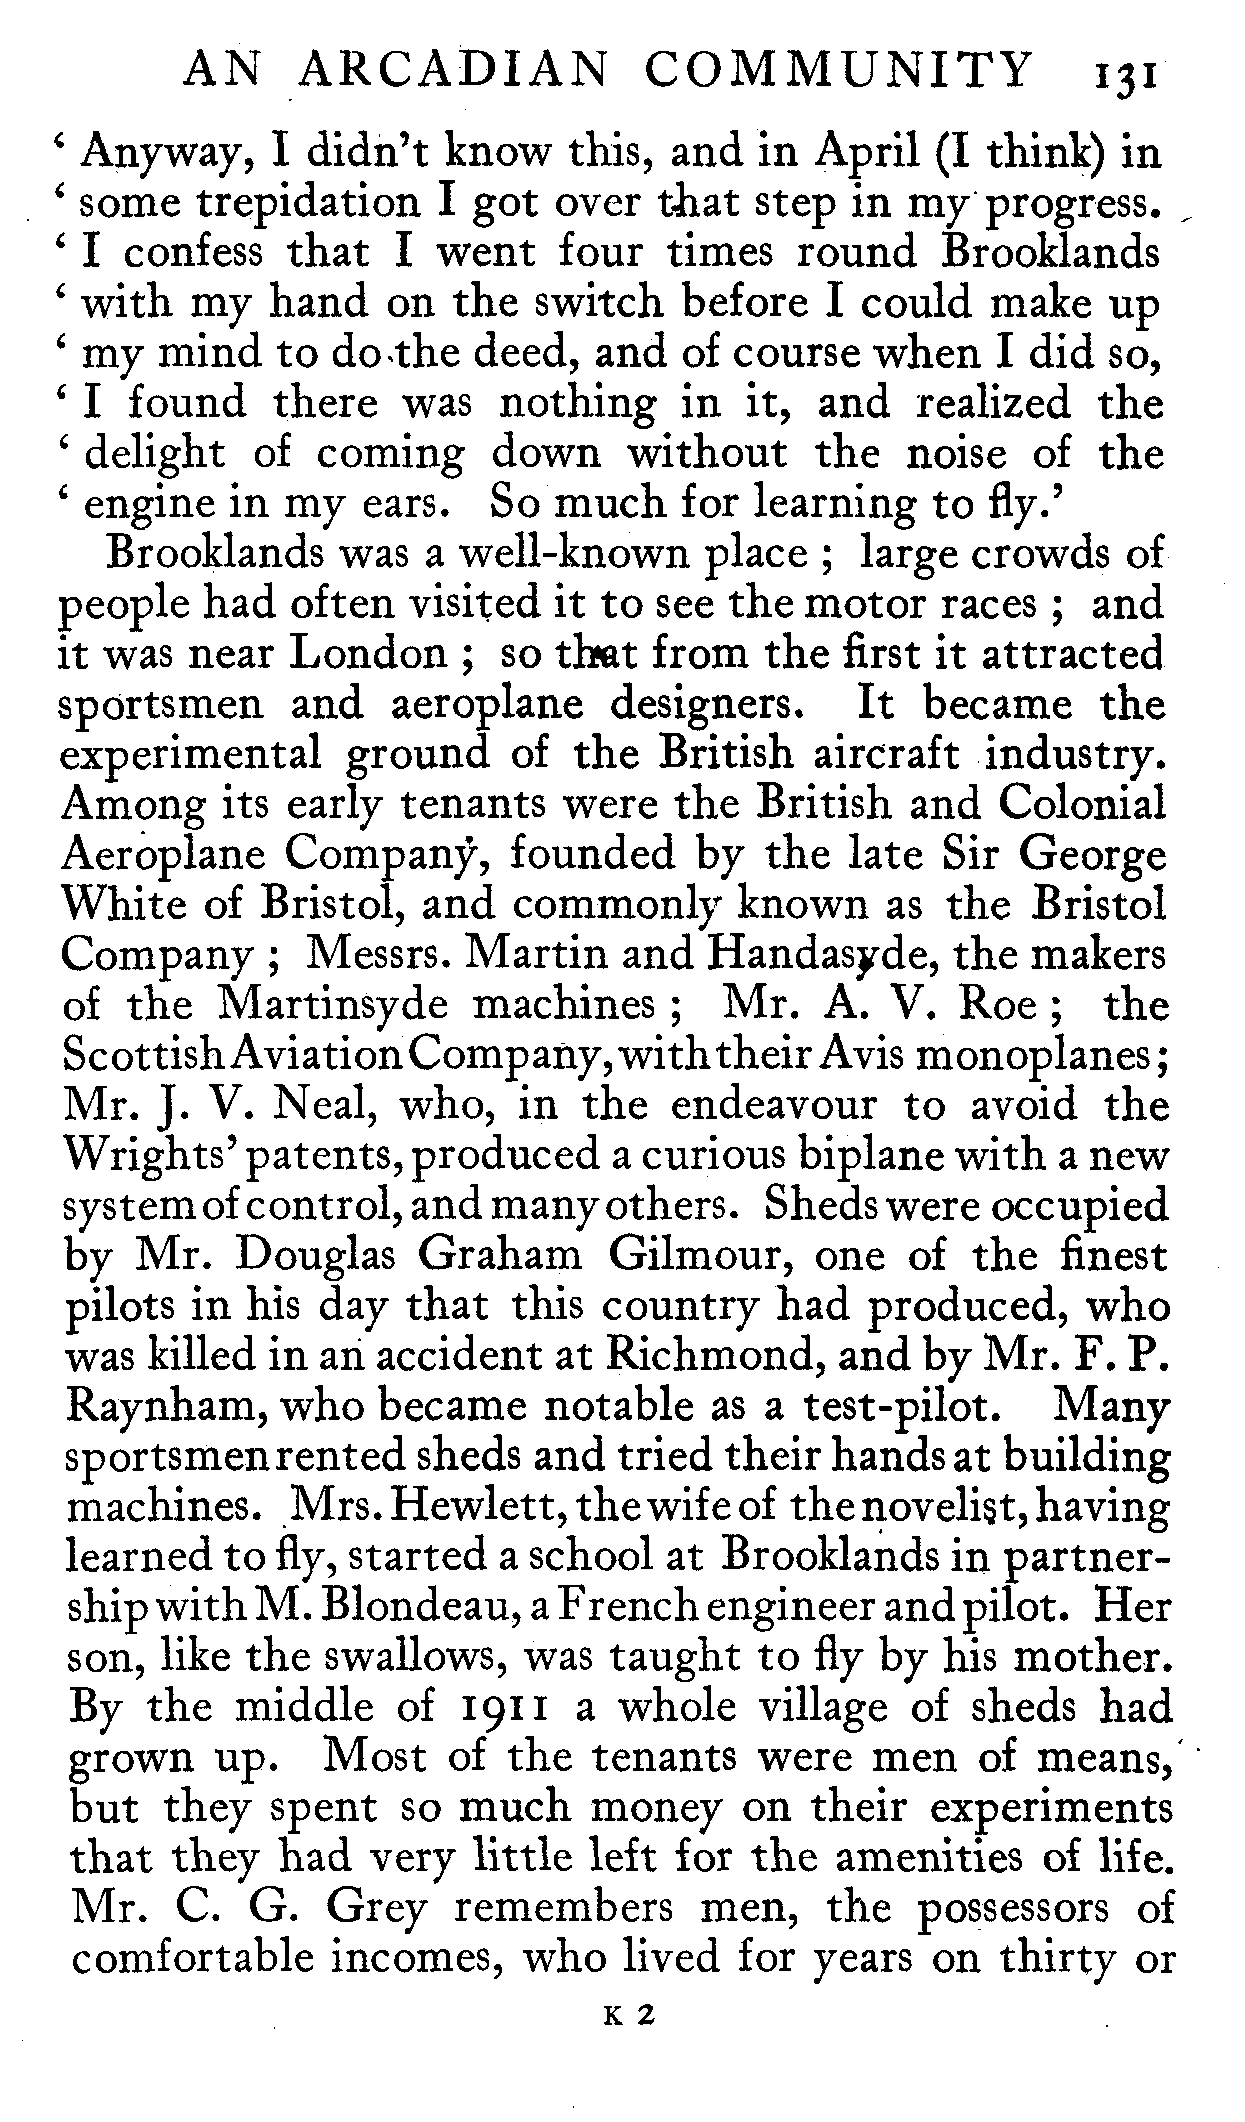 AN ARCADIAN COMMUNITY 131
‘ Anyway, I didn’t know this, and in April (I think) in
‘ some trepidation I got over that step in my progress.
‘ I confess that I went four times round Brooklands
‘ with my hand on the switch before I could make up
‘ my mind to do the deed, and of course when I did so,
‘ I found there was nothing in it, and realized the
‘ delight of coming down without the noise of the
‘ engine in my ears. So much for learning to fly.’
Brooklands was a well-known place ; large crowds of
people had often visited it to see the motor races ; and
it was near London ; so that from the first it attracted
sportsmen and aeroplane designers. It became the
experimental ground of the British aircraft industry.
Among its early tenants were the British and Colonial
Aeroplane Company, founded by the late Sir George
White of Bristol, and commonly known as the Bristol
Company ; Messrs. Martin and Handasyde, the makers
of the Martinsyde machines ; Mr. A. V. Roe ; the
Scottish Aviation Company, with their Avis monoplanes ;
Mr. J. V. Neal, who, in the endeavour to avoid the
Wrights’ patents, produced a curious biplane with a new
system of control, and many others. Sheds were occupied
by Mr. Douglas Graham Gilmour, one of the finest
pilots in his day that this country had produced, who
was killed in an accident at Richmond, and by Mr. F. P.
Raynham, who became notable as a test-pilot. Many
sportsmen rented sheds and tried their hands at building
machines. Mrs. Hewlett, the wife of the novelist, having
learned to fly, started a school at Brooklands in partner-
ship with M. Blondeau, a French engineer and pilot. Her
son, like the swallows, was taught to fly by his mother.
By the middle of 1911 a whole village of sheds had
grown up. Most of the tenants were men of means,
but they spent so much money on their experiments
that they had very little left for the amenities of life.
Mr. C. G. Grey remembers men, the possessors of
comfortable incomes, who lived for years on thirty or
K 2